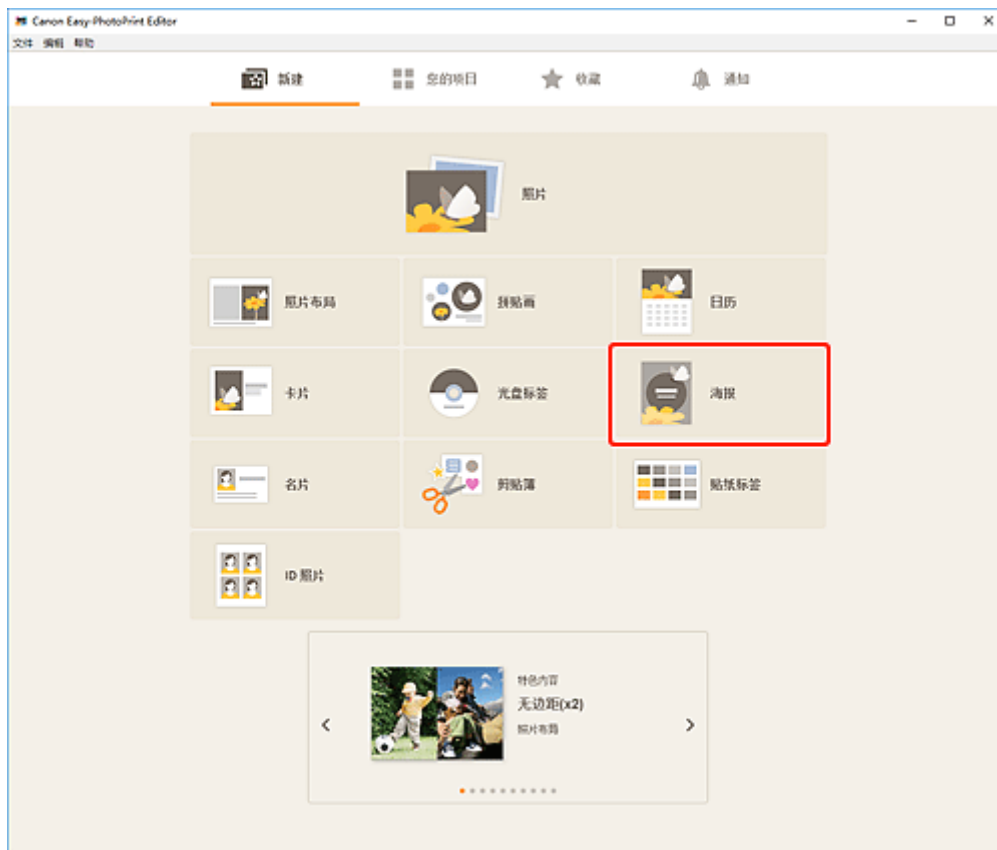 Canon Easy-PhotoPrint Editor
文件 编辑 帮助
新建 您的项目 收藏 通知
照片
照片布局 拼贴画 日历
卡片 光盘标签 海报
名片 剪贴簿 贴纸标签
ID 照片
特色内容
无边距(x2)
照片布局